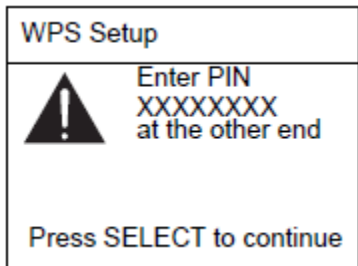 WPS Setup
Enter PIN
XXXXXXXX
at the other end
Press SELECT to continue